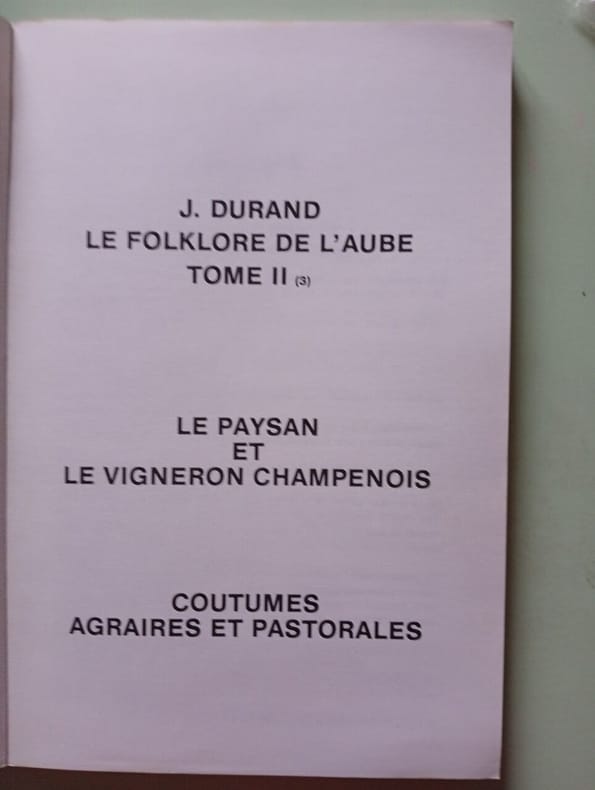 J. DURAND
LE FOLKLORE DE L'AUBE
TOME II (3)
LE PAYSAN
ET
LE VIGNERON CHAMPENOIS
COUTUMES
AGRAIRES ET PASTORALES